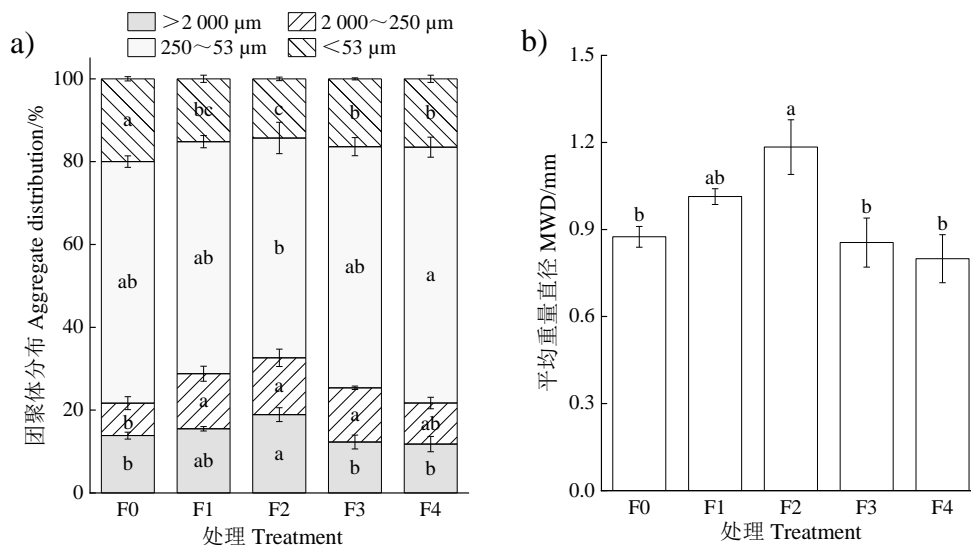 a)
>2 000 μm
2 000～250 μm
250～53 μm
<53 μm
团聚体分布 Aggregate distribution/%
100
80
60
40
20
0
a
bc
c
b
b
ab
ab
b
ab
a
b
a
a
a
ab
b
ab
a
b
b
F0
F1
F2
F3
F4
处理 Treatment
b)
平均重量直径 MWD/mm
1.5
1.2
0.9
0.6
0.3
0.0
b
ab
a
b
b
F0
F1
F2
F3
F4
处理 Treatment